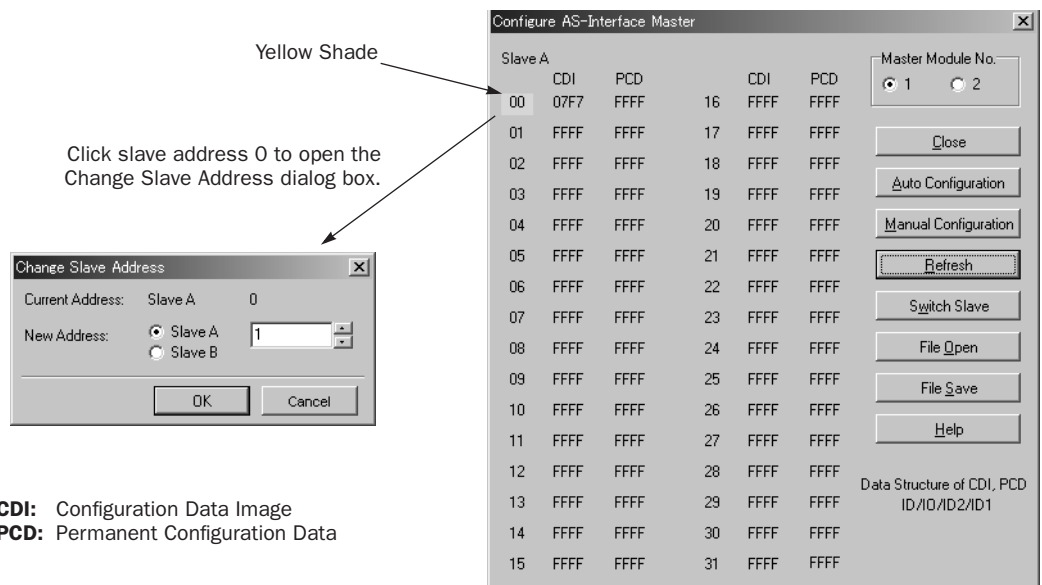 Configure AS-Interface Master
Yellow Shade
Slave A
CDI PCD CDI PCD
00 07F7 FFFF 16 FFFF FFFF
01 FFFF FFFF 17 FFFF FFFF
02 FFFF FFFF 18 FFFF FFFF
03 FFFF FFFF 19 FFFF FFFF
04 FFFF FFFF 20 FFFF FFFF
05 FFFF FFFF 21 FFFF FFFF
06 FFFF FFFF 22 FFFF FFFF
07 FFFF FFFF 23 FFFF FFFF
08 FFFF FFFF 24 FFFF FFFF
09 FFFF FFFF 25 FFFF FFFF
10 FFFF FFFF 26 FFFF FFFF
11 FFFF FFFF 27 FFFF FFFF
12 FFFF FFFF 28 FFFF FFFF
13 FFFF FFFF 29 FFFF FFFF
14 FFFF FFFF 30 FFFF FFFF
15 FFFF FFFF 31 FFFF FFFF
Master Module No.
1 2
Close
Auto Configuration
Manual Configuration
Refresh
Switch Slave
File Open
File Save
Help
Data Structure of CDI, PCD
ID/IO/ID2/ID1
Click slave address 0 to open the
Change Slave Address dialog box.
Change Slave Address
Current Address: Slave A 0
New Address: Slave A 1
Slave B
OK Cancel
CDI: Configuration Data Image
PCD: Permanent Configuration Data